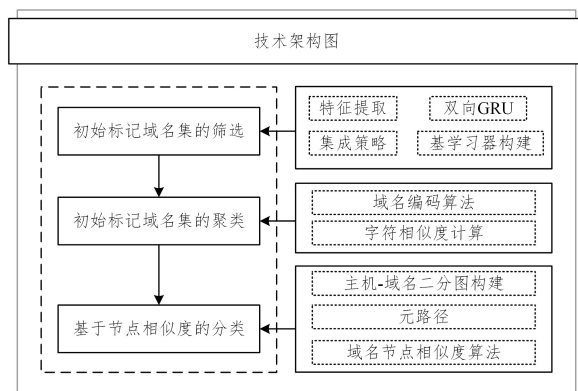 技术架构图
初始标记域名集的筛选
特征提取
双向GRU
集成策略
基学习器构建
初始标记域名集的聚类
域名编码算法
字符相似度计算
基于节点相似度的分类
主机-域名二分图构建
元路径
域名节点相似度算法